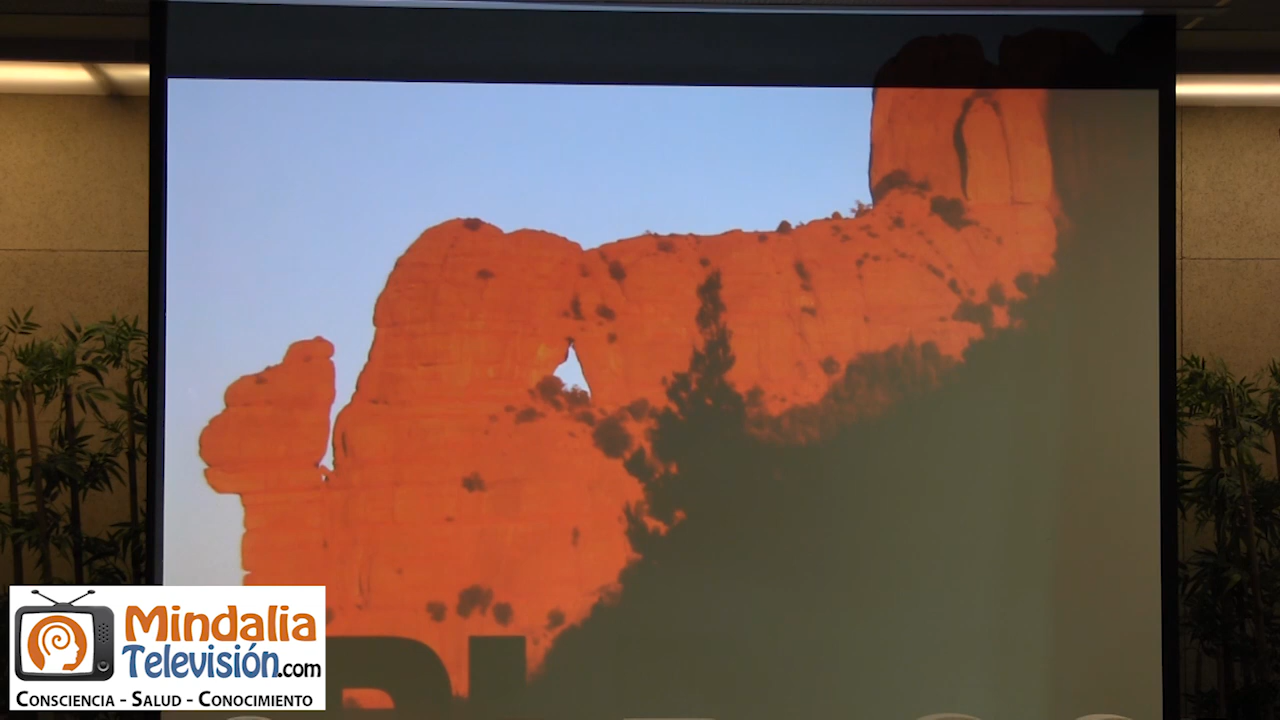 Mindalia
Televisión.com
Consciencia - Salud - Conocimiento